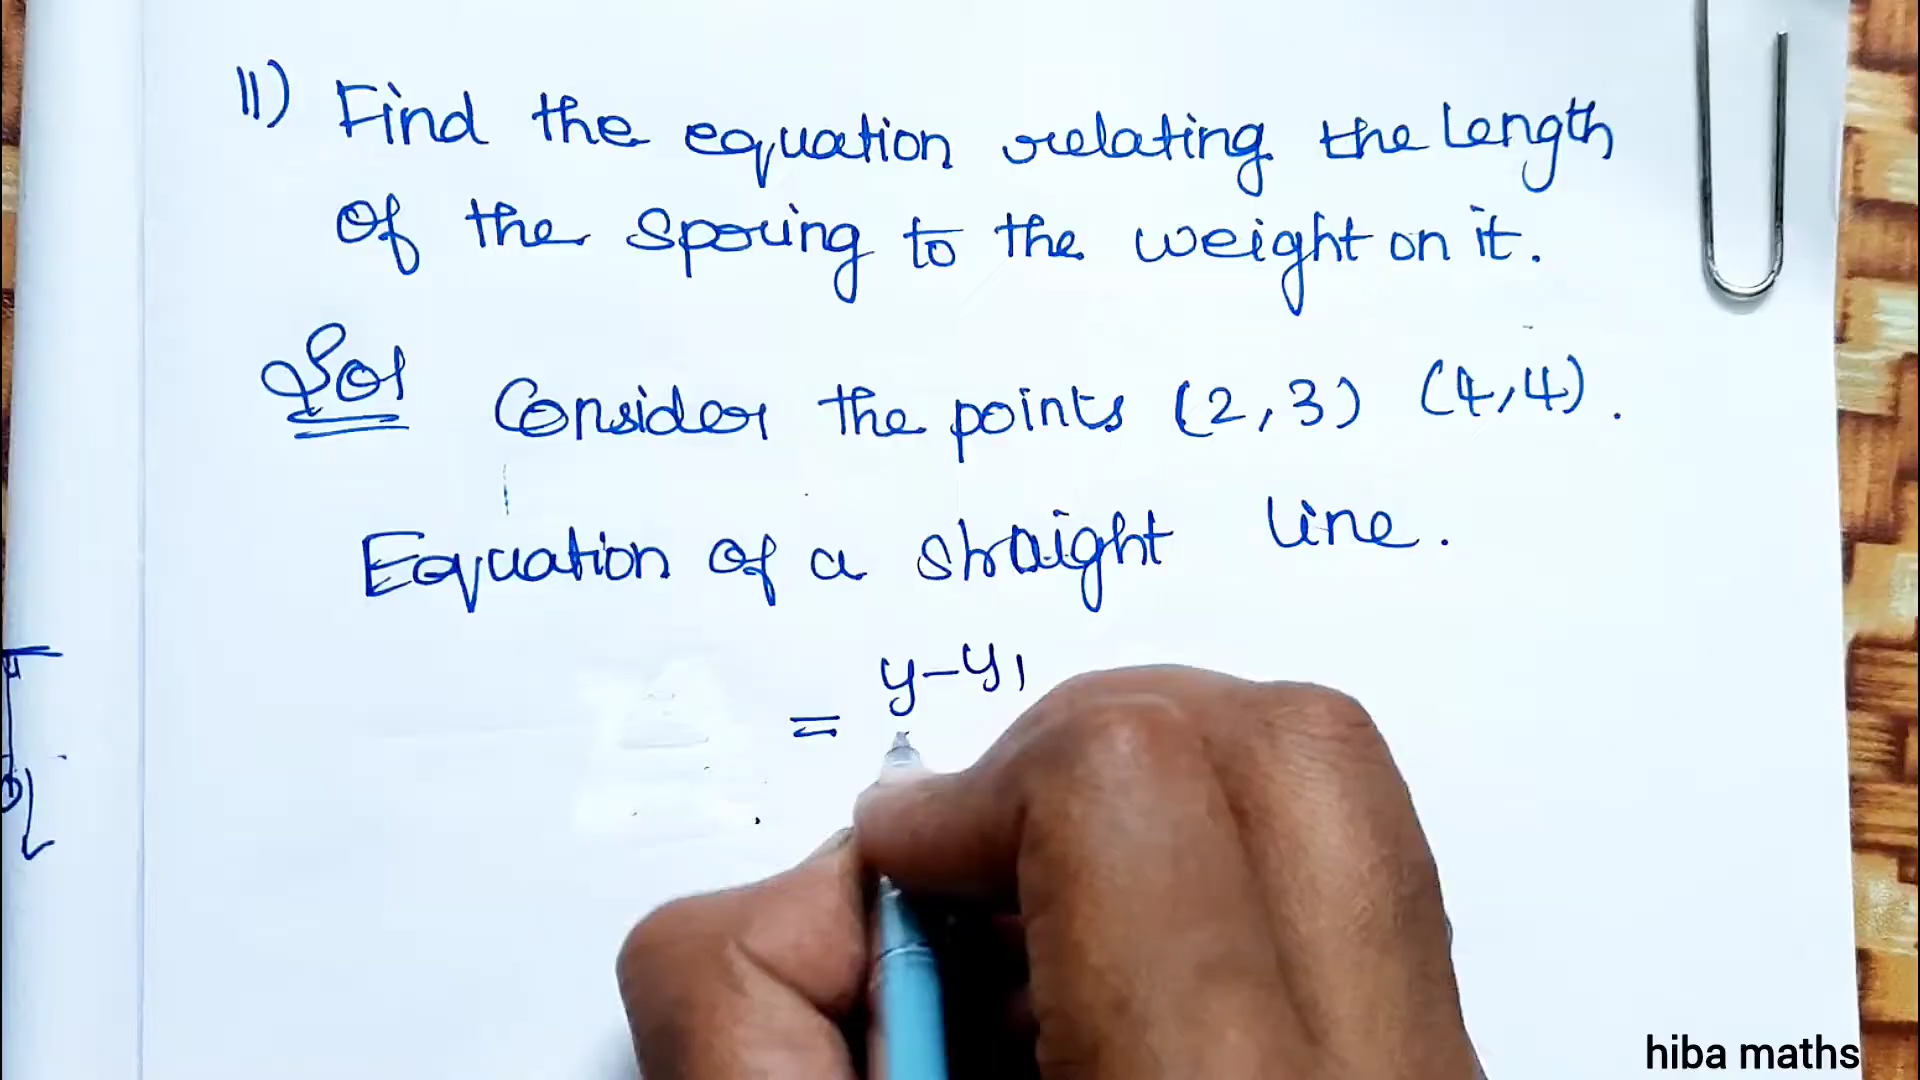 11) Find the equation relating the Length
Of the Spring to the weight on it.
Sol Consider the points (2,3) (4,4).
Equation of a straight line.
= y-y1
hiba maths